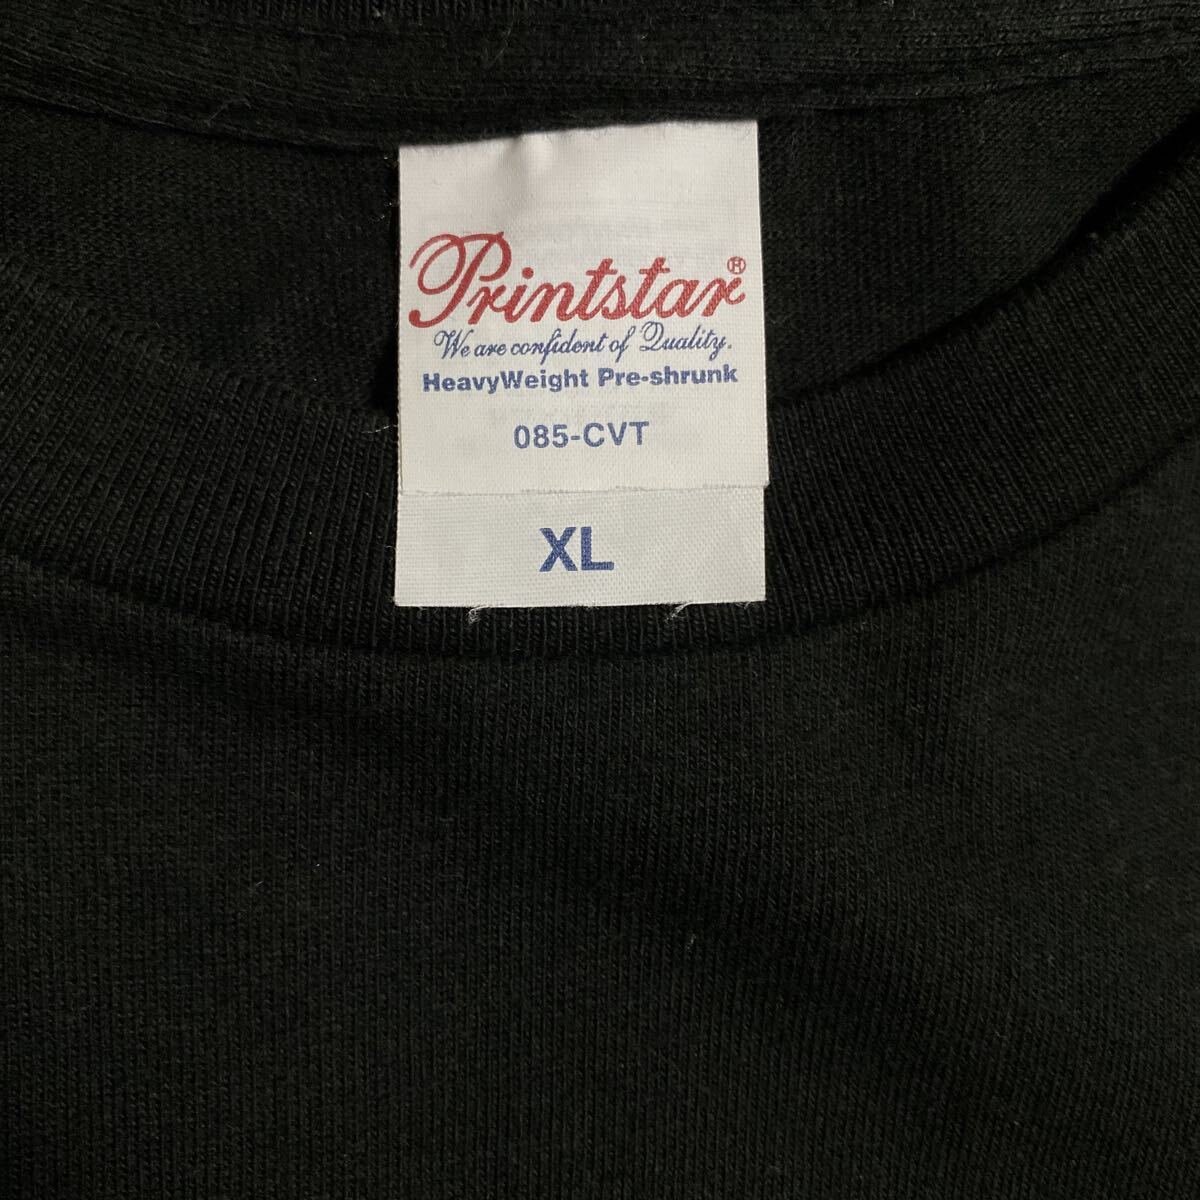 Printstar®
We are confident of Quality.
HeavyWeight Pre-shrunk
085-CVT
XL